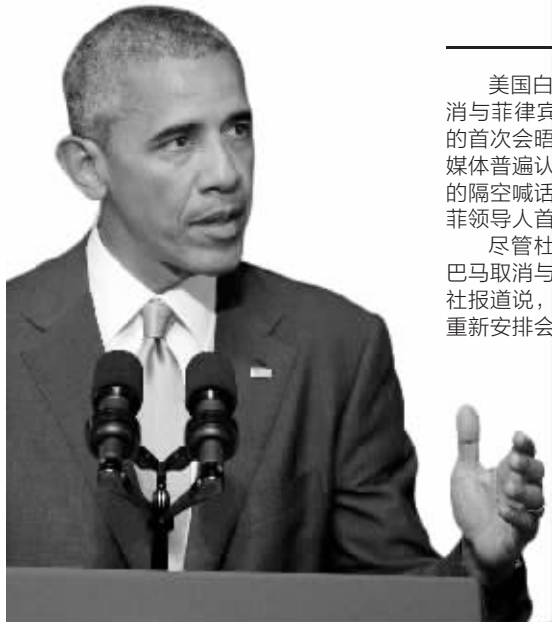 美国白
消与菲律宾
的首次会晤
媒体普遍认
的隔空喊话
菲领导人首
尽管杜
巴马取消与
社报道说，
重新安排会